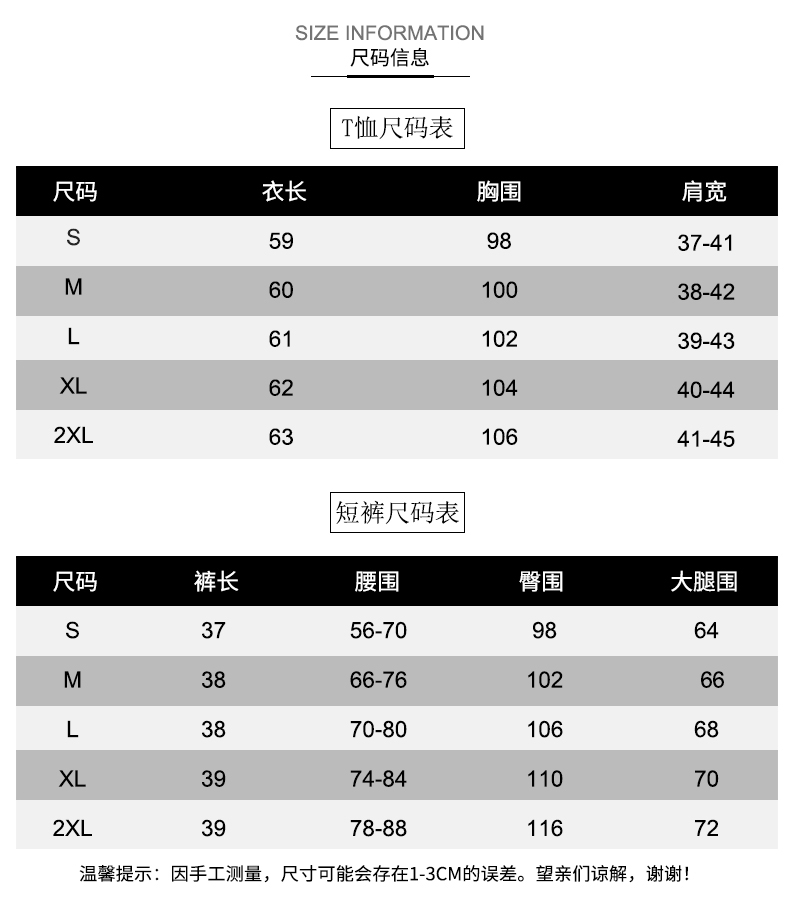 SIZE INFORMATION
尺码信息
T恤尺码表
尺码 衣长 胸围 肩宽
S 59 98 37-41
M 60 100 38-42
L 61 102 39-43
XL 62 104 40-44
2XL 63 106 41-45
短裤尺码表
尺码 裤长 腰围 臀围 大腿围
S 37 56-70 98 64
M 38 66-76 102 66
L 38 70-80 106 68
XL 39 74-84 110 70
2XL 39 78-88 116 72
温馨提示：因手工测量，尺寸可能会存在1-3CM的误差。望亲们谅解，谢谢！